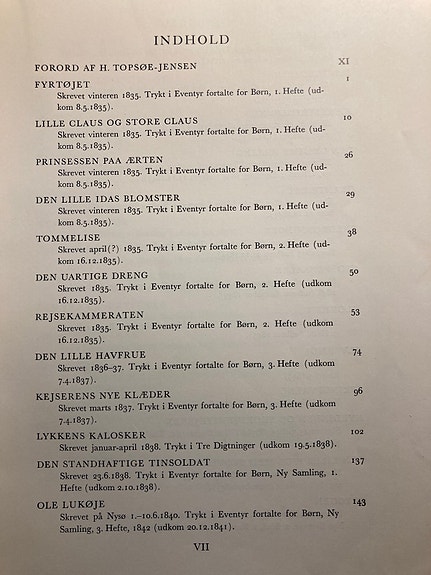 INDHOLD
FORORD AF H. TOPSØE-JENSEN XI
FYRTØJET 1
Skrevet vinteren 1835. Trykt i Eventyr fortalte for Børn, 1. Hefte (ud-
kom 8.5.1835).
LILLE CLAUS OG STORE CLAUS 10
Skrevet vinteren 1835. Trykt i Eventyr fortalte for Børn, 1. Hefte (ud-
kom 8.5.1835).
PRINSESSEN PAA ÆRTEN 26
Skrevet vinteren 1835. Trykt i Eventyr fortalte for Børn, 1. Hefte (ud-
kom 8.5.1835).
DEN LILLE IDAS BLOMSTER 29
Skrevet vinteren 1835. Trykt i Eventyr fortalte for Børn, 1. Hefte (ud-
kom 8.5.1835).
TOMMELISE 38
Skrevet april(?) 1835. Trykt i Eventyr fortalte for Børn, 2. Hefte (ud-
kom 16.12.1835).
DEN UARTIGE DRENG 50
Skrevet 1835. Trykt i Eventyr fortalte for Børn, 2. Hefte (udkom
16.12.1835).
REJSEKAMMERATEN 53
Skrevet 1835. Trykt i Eventyr fortalte for Børn, 2. Hefte (udkom
16.12.1835).
DEN LILLE HAVFRUE 74
Skrevet 1836-37. Trykt i Eventyr fortalte for Børn, 3. Hefte (udkom
7.4.1837).
KEJSERENS NYE KLÆDER 96
Skrevet marts 1837. Trykt i Eventyr fortalte for Børn, 3. Hefte (udkom
7.4.1837).
LYKKENS KALOSKER 102
Skrevet januar-april 1838. Trykt i Tre Digtninger (udkom 19.5.1838).
DEN STANDHAFTIGE TINSOLDAT 137
Skrevet 23.6.1838. Trykt i Eventyr fortalte for Børn, Ny Samling, 1.
Hefte (udkom 2.10.1838).
OLE LUKØJE 143
Skrevet på Nysø 1.-10.6.1840. Trykt i Eventyr fortalte for Børn, Ny
Samling, 3. Hefte, 1842 (udkom 20.12.1841).
VII